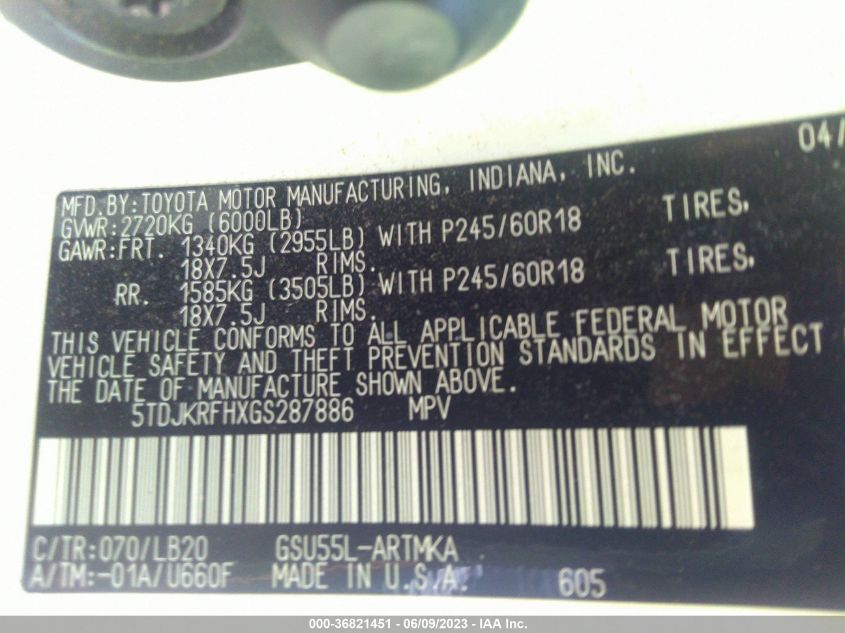 04/
MFD.BY:TOYOTA MOTOR MANUFACTURING, INDIANA, INC.
GVWR:2720KG (6000LB)
GAWR:FRT. 1340KG (2955LB) WITH P245/60R18 TIRES,
18X7.5J RIMS.
RR. 1585KG (3505LB) WITH P245/60R18 TIRES,
18X7.5J RIMS.
THIS VEHICLE CONFORMS TO ALL APPLICABLE FEDERAL MOTOR
VEHICLE SAFETY AND THEFT PREVENTION STANDARDS IN EFFECT
THE DATE OF MANUFACTURE SHOWN ABOVE.
5TDJKRFHXGS287886 MPV
C/TR:070/LB20 GSU55L-ARTMKA
A/TM:-01A/U660F MADE IN U.S.A. 605
000-36821451 - 06/09/2023 - IAA Inc.